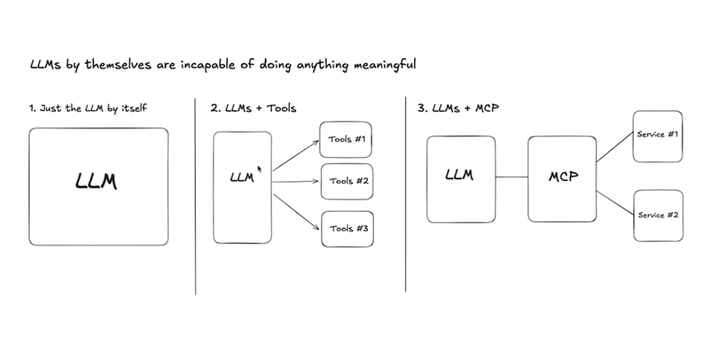 LLMs by themselves are incapable of doing anything meaningful
1. Just the LLM by itself
LLM
2. LLMs + Tools
LLM
Tools #1
Tools #2
Tools #3
3. LLMs + MCP
LLM
MCP
Service #1
Service #2